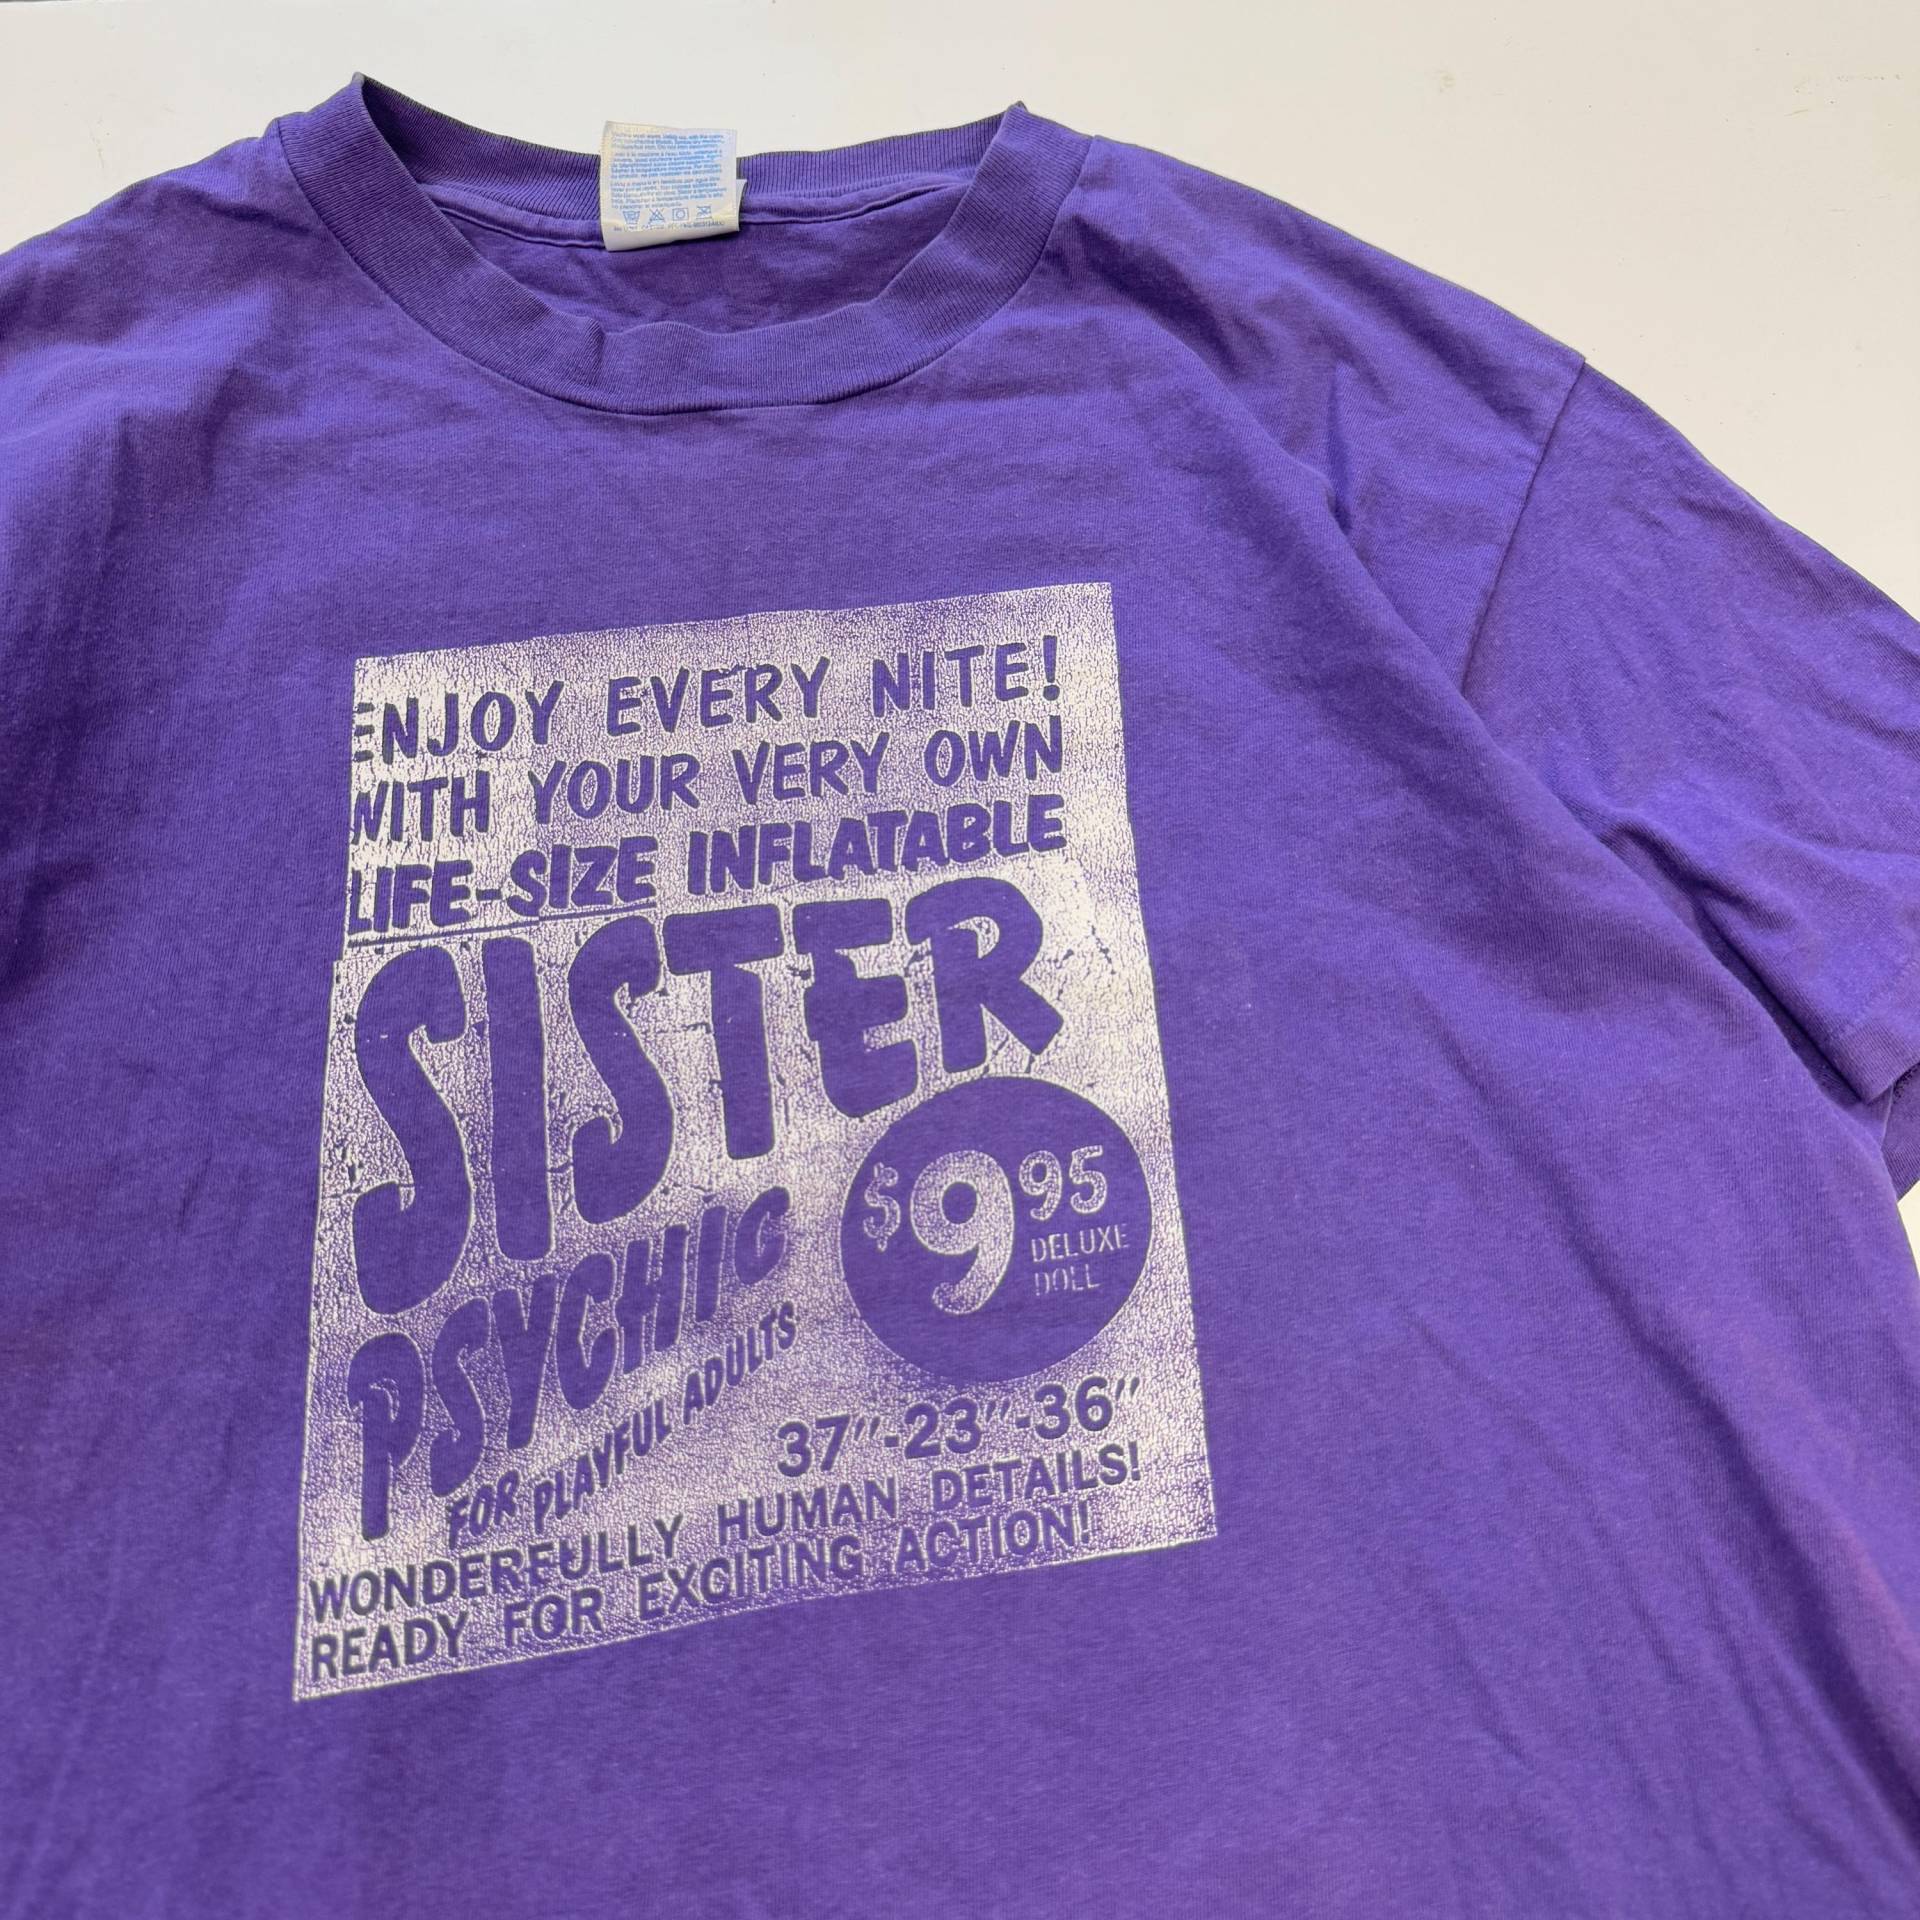 ENJOY EVERY NITE!
WITH YOUR VERY OWN
LIFE-SIZE INFLATABLE
SISTER
PSYCHIC
FOR PLAYFUL ADULTS
$9 95
DELUXE
DOLL
37"-23"-36"
WONDERFULLY HUMAN DETAILS!
READY FOR EXCITING ACTION!